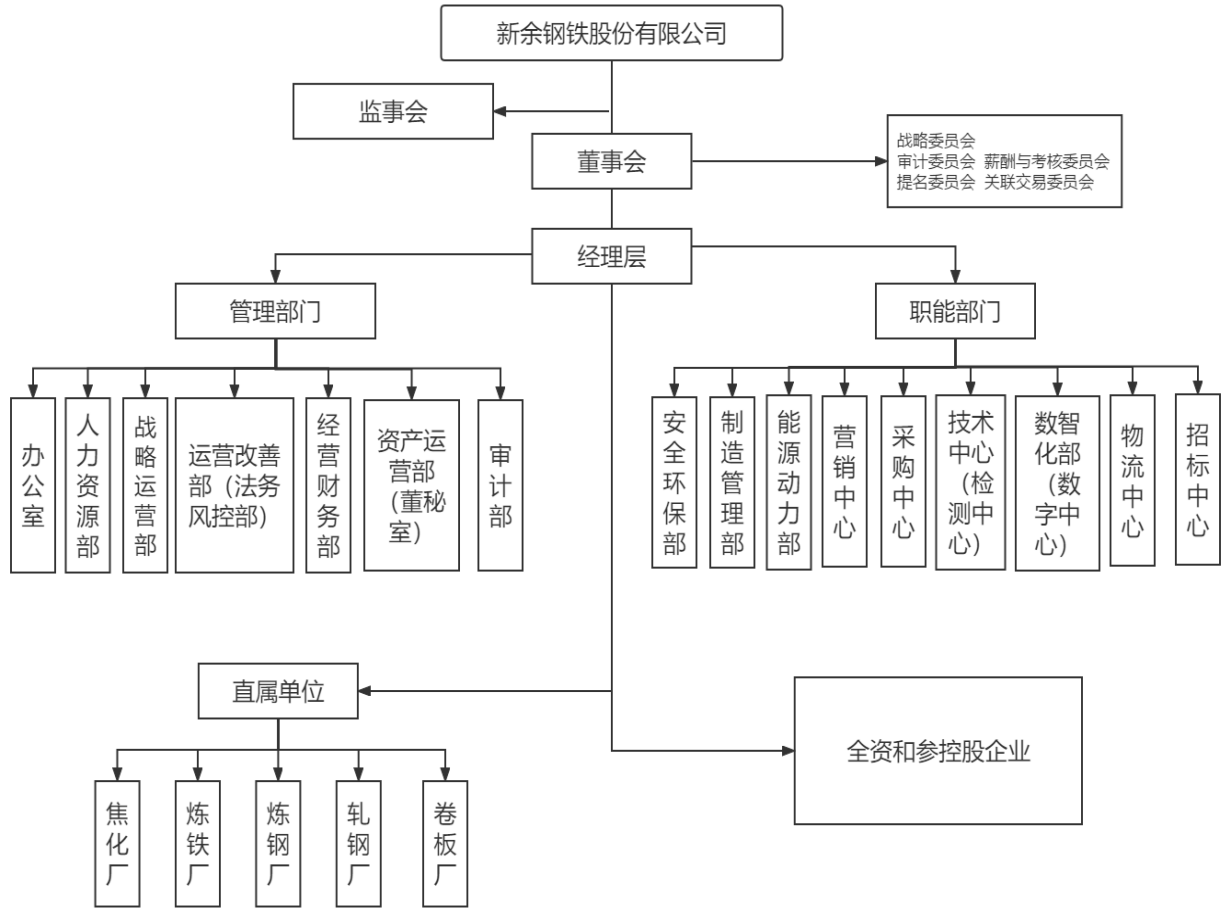 新余钢铁股份有限公司
监事会
董事会
战略委员会
审计委员会 薪酬与考核委员会
提名委员会 关联交易委员会
经理层
管理部门
职能部门
办公室
人力资源部
战略运营部
运营改善
部（法务
风控部）
经营财务部
资产运
营部
（董秘
室）
审计部
安全环保部
制造管理部
能源动力部
营销中心
采购中心
技术
中心
（检
测中
心）
数智
化部
（数
字中
心）
物流中心
招标中心
直属单位
全资和参控股企业
焦化厂
炼铁厂
炼钢厂
轧钢厂
卷板厂